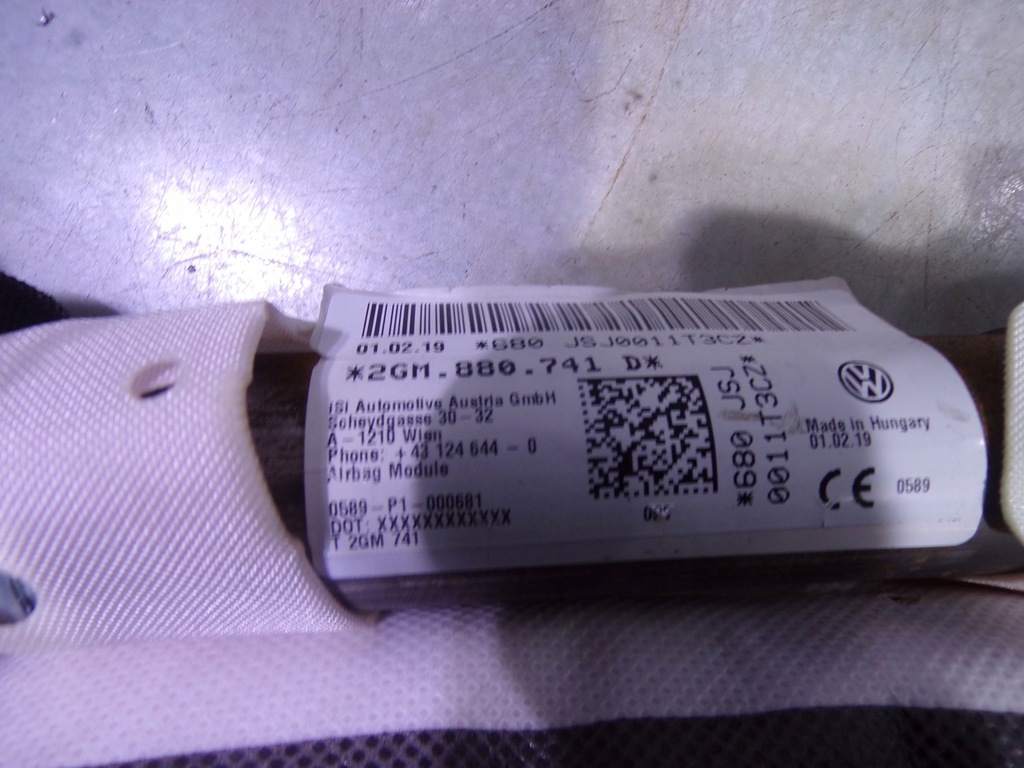 01.02.19 *680 JSJ0011T3CZ*
*2GM.880.741 D*
iSi Automotive Austria GmbH
Scheydgasse 30-32
A-1210 Wien
Phone: +43 124 644 - 0
Airbag Module
0589-P1-000681
DOT: XXXXXXXXXXXX
T 2GM 741
*680 JSJ
0011T3CZ*
Made in Hungary
01.02.19
CE 0589